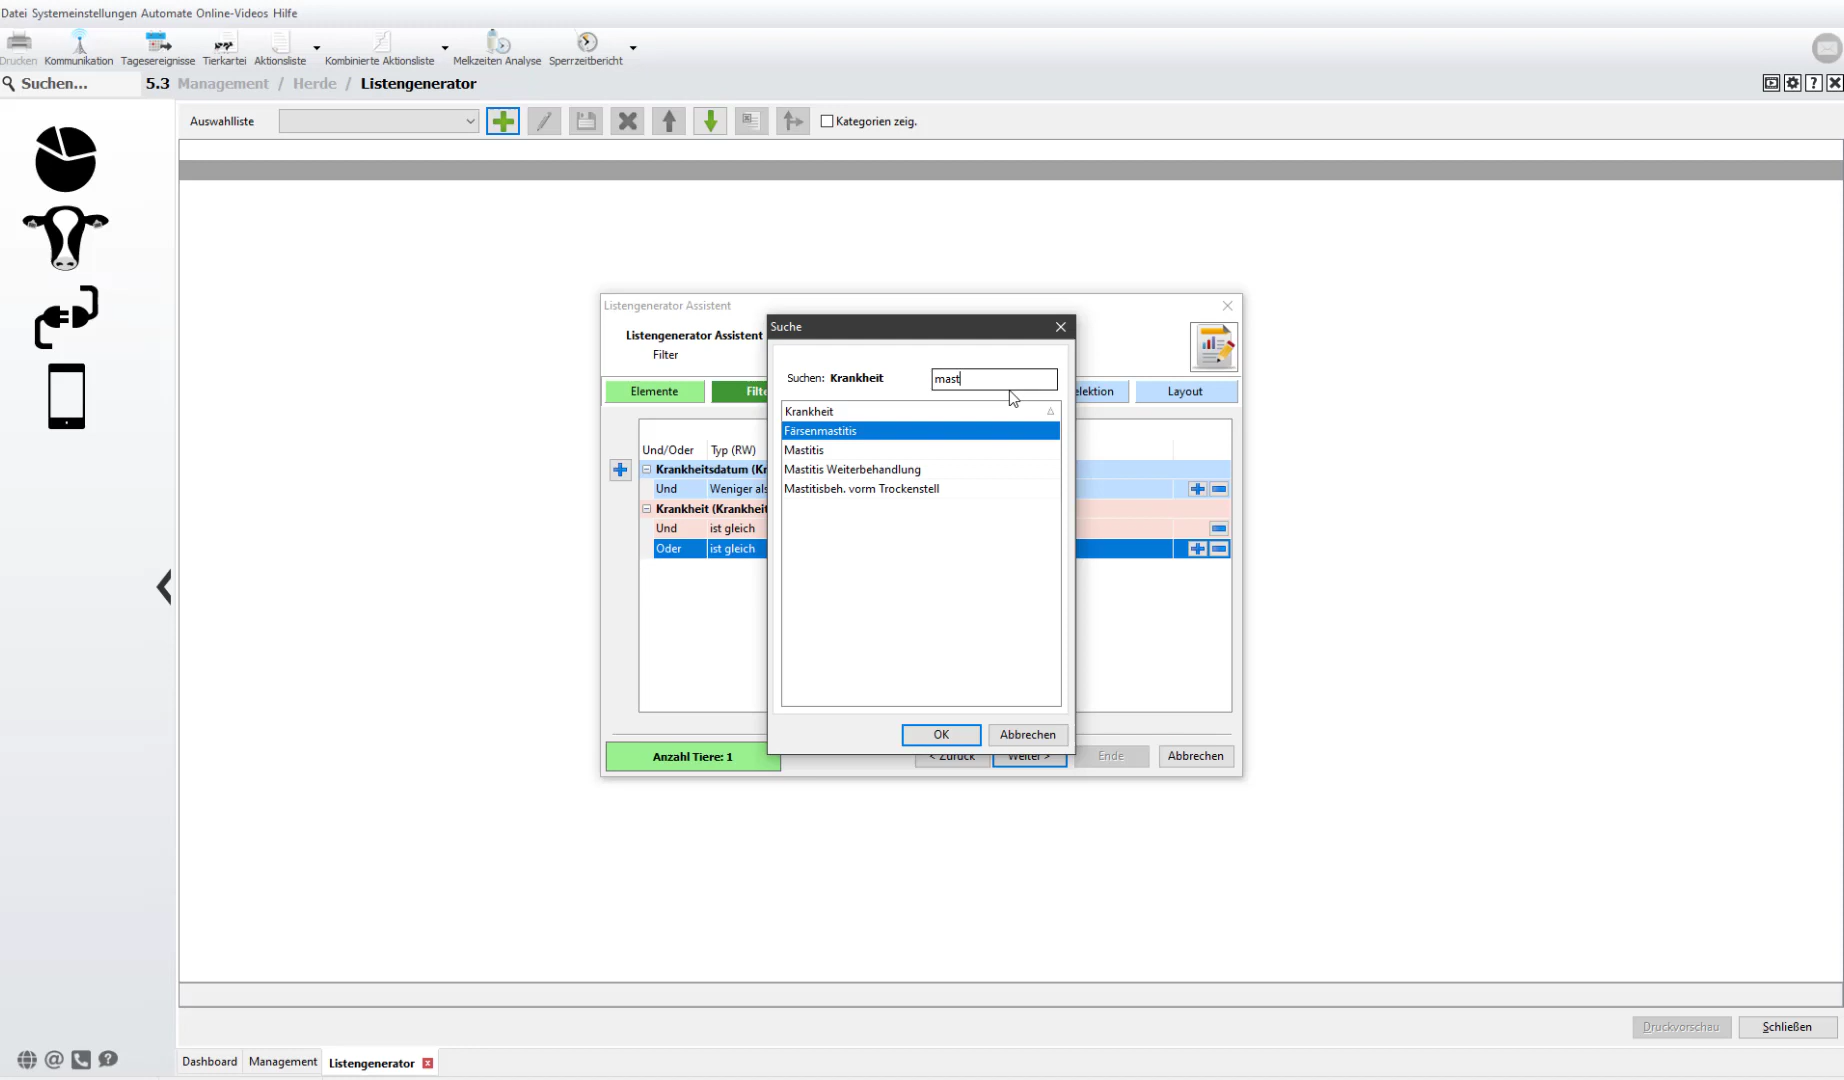 Datei Systemeinstellungen Automate Online-Videos Hilfe
Drucken Kommunikation Tagesereignisse Tierkartei Aktionsliste Kombinierte Aktionsliste Melkzeiten Analyse Sperrzeitbericht
Suchen... 5.3 Management / Herde / Listengenerator
Auswahlliste Kategorien zeig.
Listengenerator Assistent
Listengenerator Assistent
Filter
Suche
Suchen: Krankheit mast
Elemente Filte elektion Layout
Krankheit
Färsenmastitis
Mastitis
Mastitis Weiterbehandlung
Mastitisbeh. vorm Trockenstell
Und/Oder Typ (RW)
Krankheitsdatum (Kr
Und Weniger als
Krankheit (Krankheit
Und ist gleich
Oder ist gleich
OK Abbrechen
Anzahl Tiere: 1 < Zurück Weiter > Ende Abbrechen
Druckvorschau Schließen
Dashboard Management Listengenerator